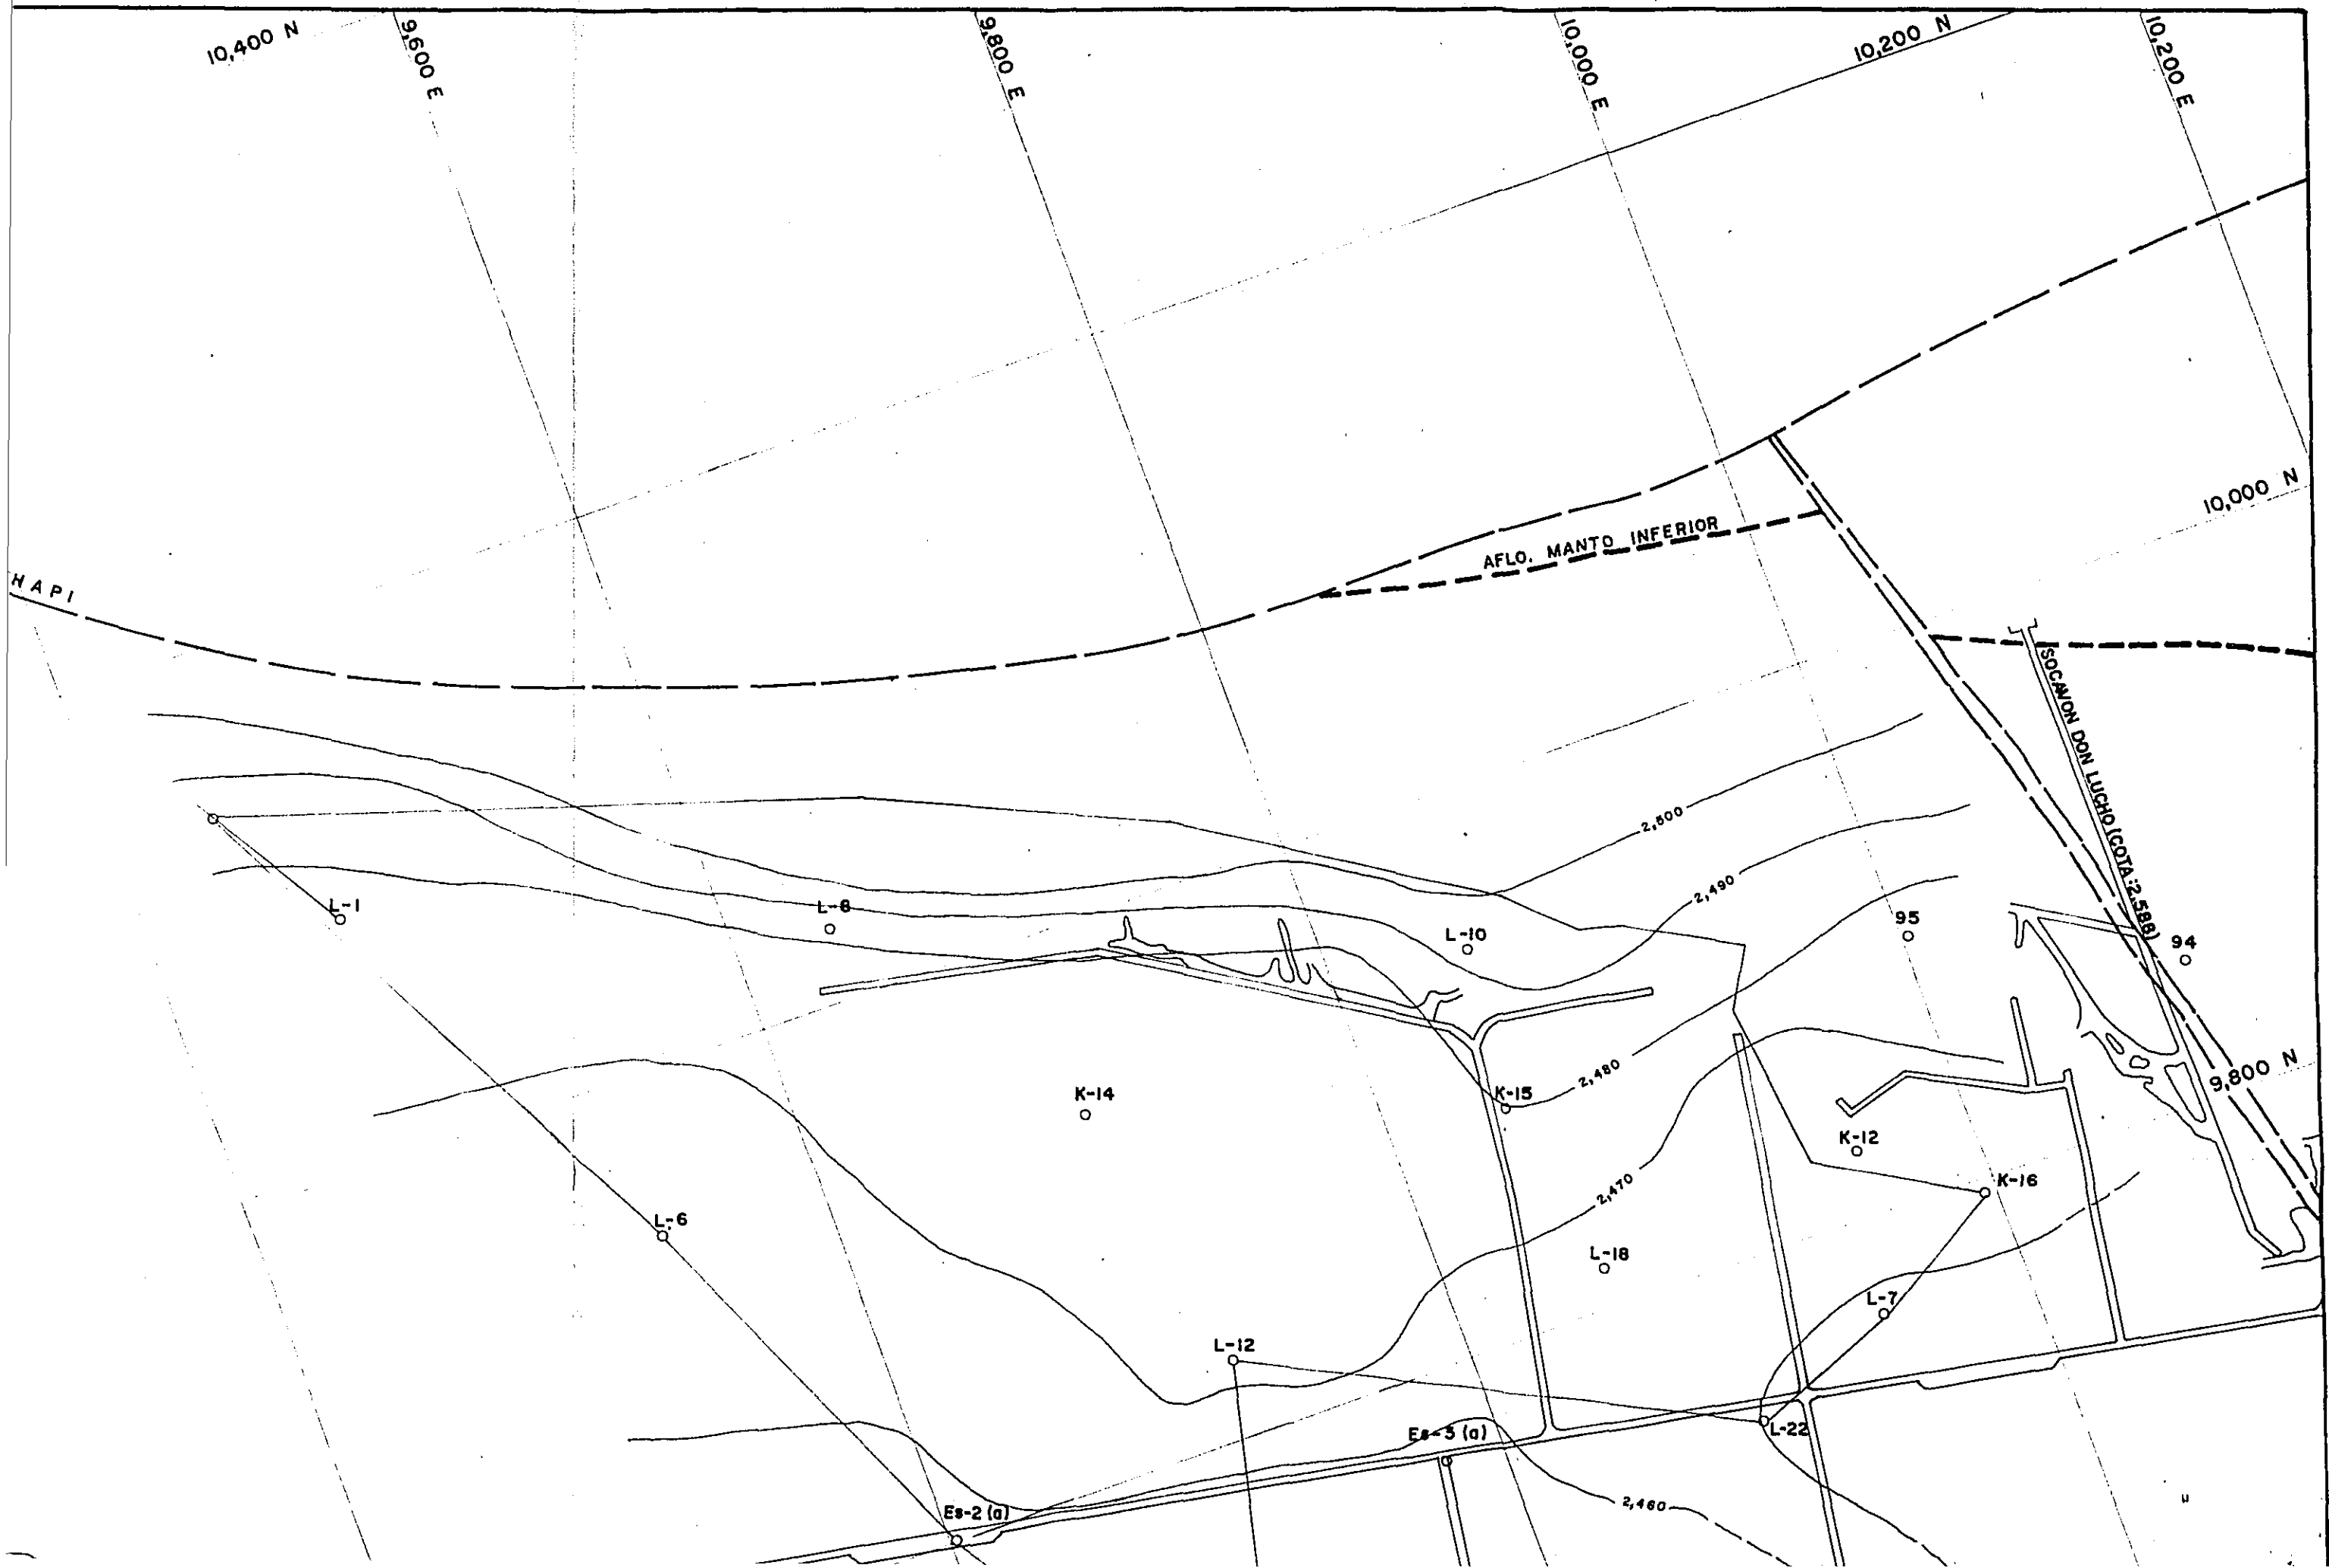 10,400 N
9,600 E
9,800 E
10,000 E
10,200 N
10,200 E
10,000 N
AFLO. MANTO INFERIOR
HAPI
SOCAVON DON LUCHO (COTA:2,588)
2,500
2,490
L-1
L-8
L-10
95
94
9,800 N
2,480
K-14
K-15
K-12
K-16
2,470
L-6
L-18
L-7
L-12
L-22
Es-3 (a)
2,460
Es-2 (a)